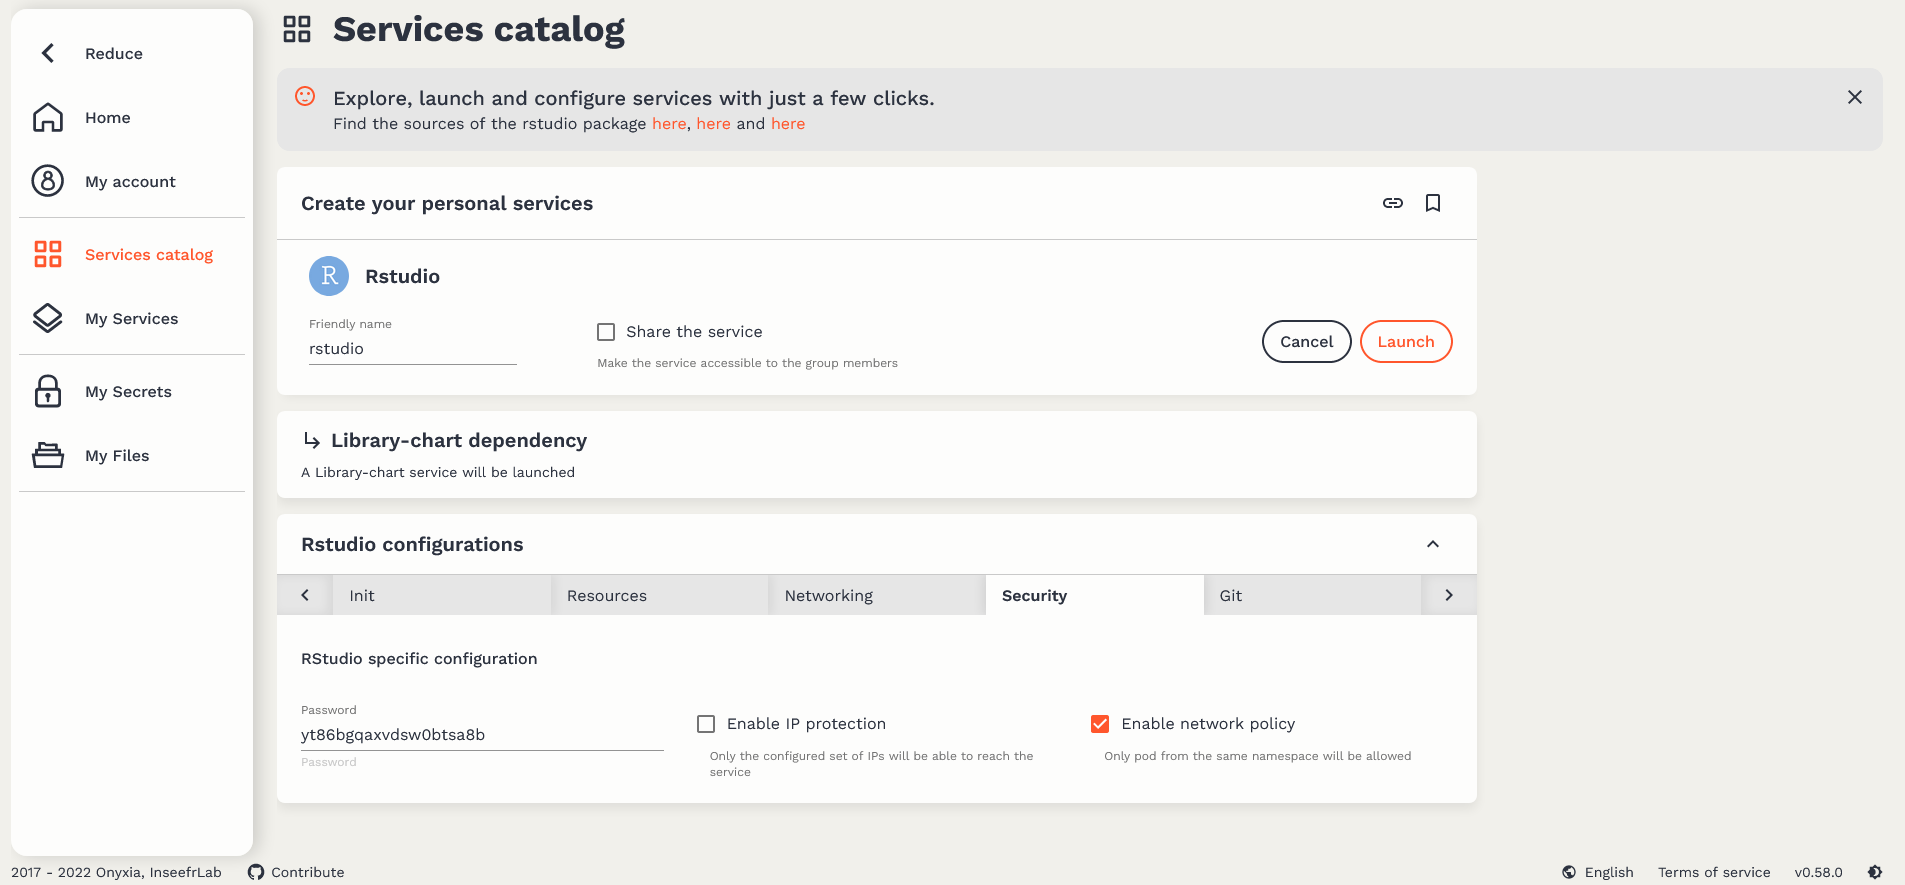 Reduce
Home
My account
Services catalog
My Services
My Secrets
My Files
Services catalog
Explore, launch and configure services with just a few clicks.
Find the sources of the rstudio package here, here and here
Create your personal services
R Rstudio
Friendly name
rstudio
Share the service
Make the service accessible to the group members
Cancel
Launch
Library-chart dependency
A Library-chart service will be launched
Rstudio configurations
Init
Resources
Networking
Security
Git
RStudio specific configuration
Password
yt86bgqaxvdsw0btsa8b
Password
Enable IP protection
Only the configured set of IPs will be able to reach the
service
Enable network policy
Only pod from the same namespace will be allowed
2017 - 2022 Onyxia, InseefrLab
Contribute
English
Terms of service
v0.58.0